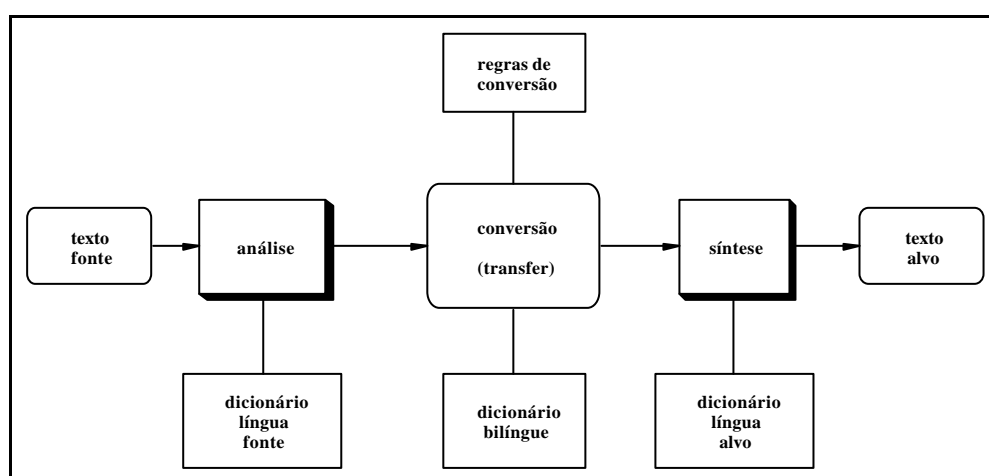 regras de
conversão
texto
fonte
análise
conversão
(transfer)
síntese
texto
alvo
dicionário
língua
fonte
dicionário
bilíngue
dicionário
língua
alvo